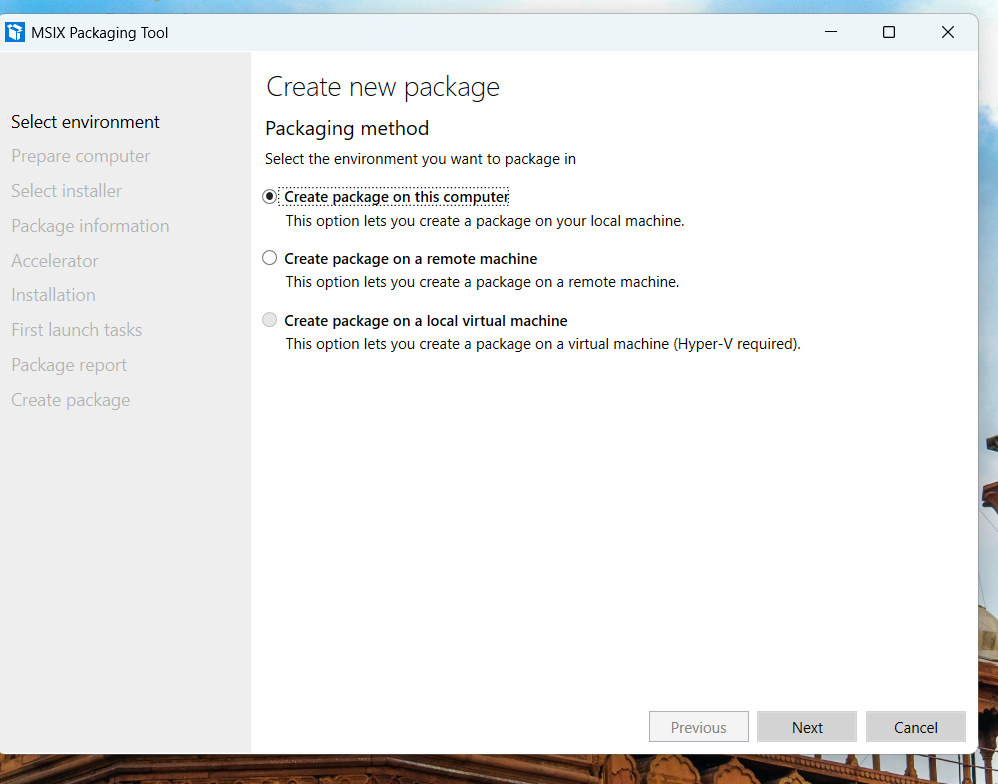 MSIX Packaging Tool
Select environment
Prepare computer
Select installer
Package information
Accelerator
Installation
First launch tasks
Package report
Create package
Create new package
Packaging method
Select the environment you want to package in
Create package on this computer
This option lets you create a package on your local machine.
Create package on a remote machine
This option lets you create a package on a remote machine.
Create package on a local virtual machine
This option lets you create a package on a virtual machine (Hyper-V required).
Previous
Next
Cancel